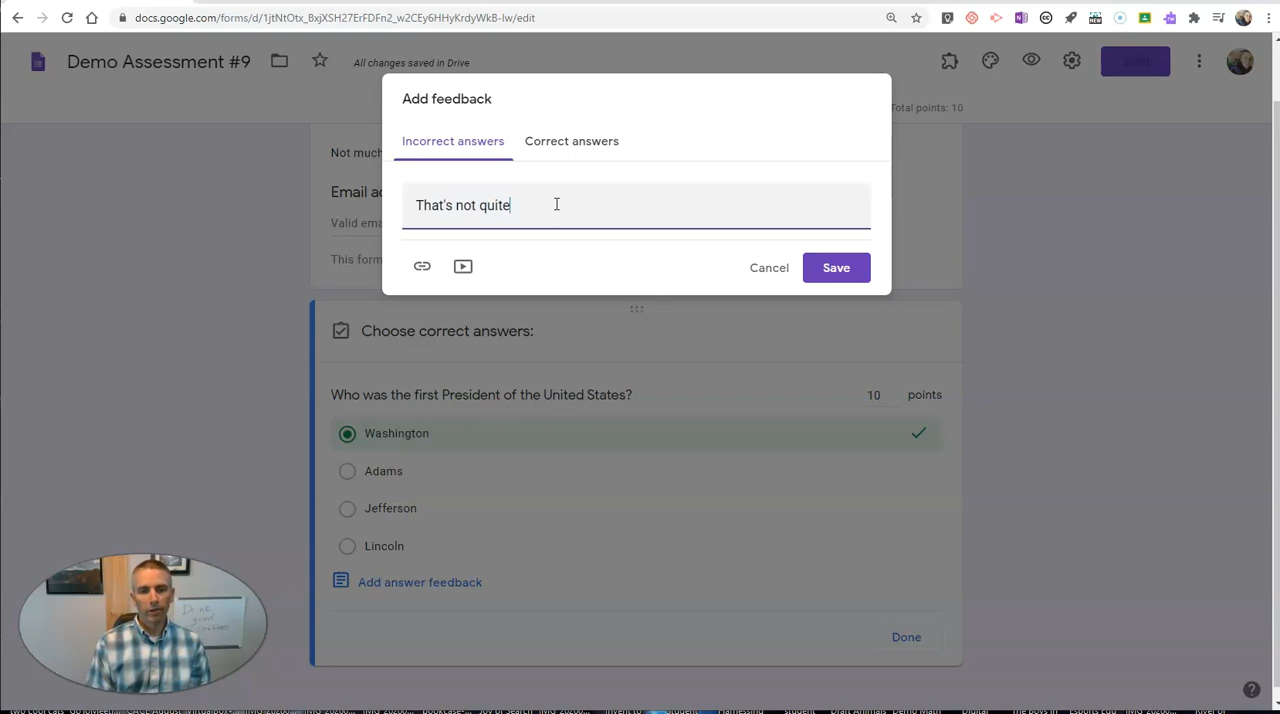 docs.google.com/forms/d/1jtNtOtx_BxjXSH27ErFDFn2_w2CEy6HHyKrdyWkB-lw/edit
Demo Assessment #9
All changes saved in Drive
Total points: 10
Add feedback
Incorrect answers Correct answers
Not much
Email ad
That's not quite
Valid ema
This form
Cancel Save
Choose correct answers:
Who was the first President of the United States? 10 points
Washington
Adams
Jefferson
Lincoln
Add answer feedback
Drink
good
Done